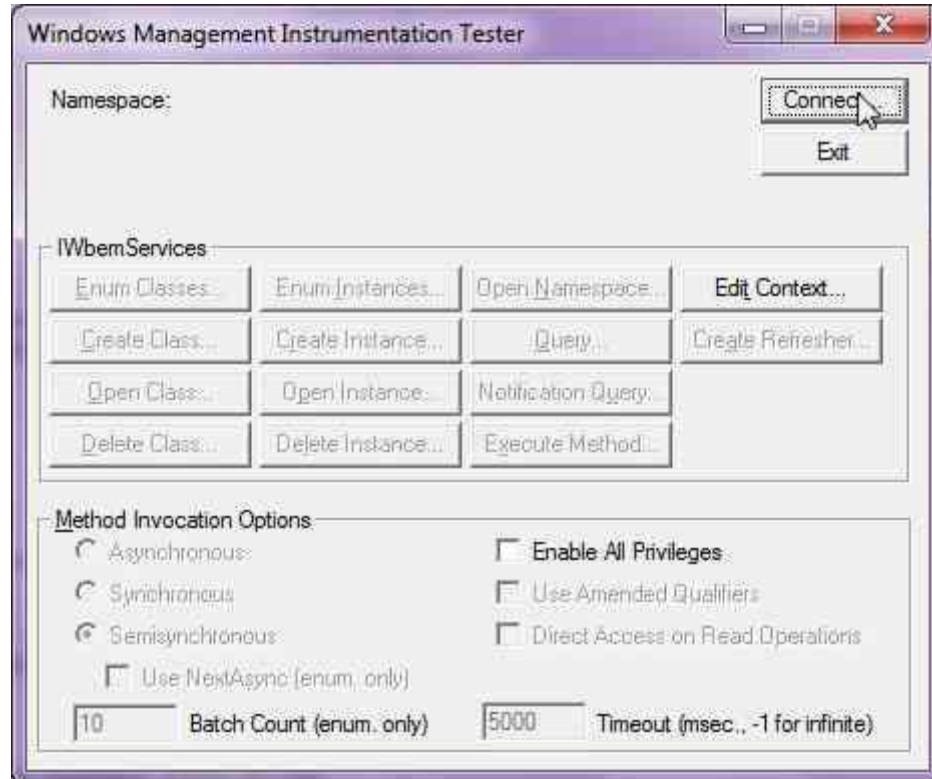 Windows Management Instrumentation Tester
Namespace:
Connect...
Exit
IWbemServices
Enum Classes...
Enum Instances...
Open Namespace...
Edit Context...
Create Class...
Create Instance...
Query...
Create Refresher...
Open Class...
Open Instance...
Notification Query...
Delete Class...
Delete Instance...
Execute Method...
Method Invocation Options
Asynchronous
Enable All Privileges
Synchronous
Use Amended Qualifiers
Semisynchronous
Direct Access on Read Operations
Use NextAsync (enum. only)
10 Batch Count (enum. only)
5000 Timeout (msec., -1 for infinite)